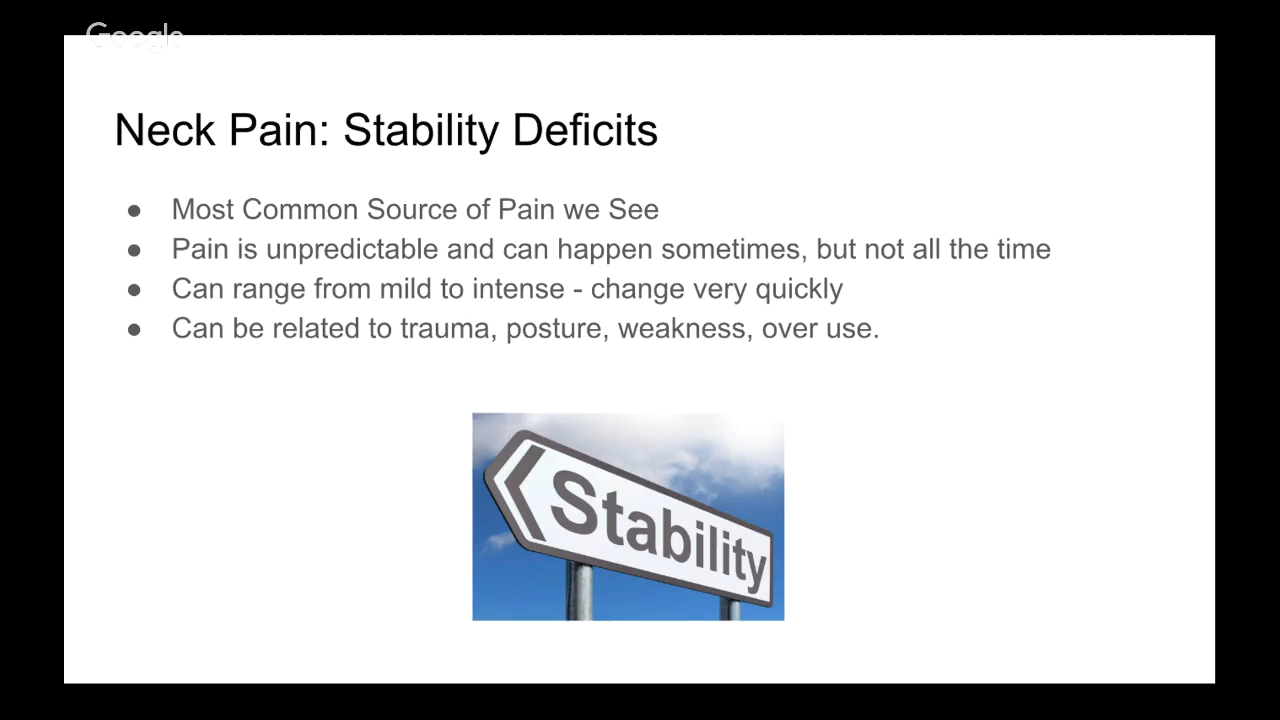 Google
Neck Pain: Stability Deficits
● Most Common Source of Pain we See
● Pain is unpredictable and can happen sometimes, but not all the time
● Can range from mild to intense - change very quickly
● Can be related to trauma, posture, weakness, over use.
Stability